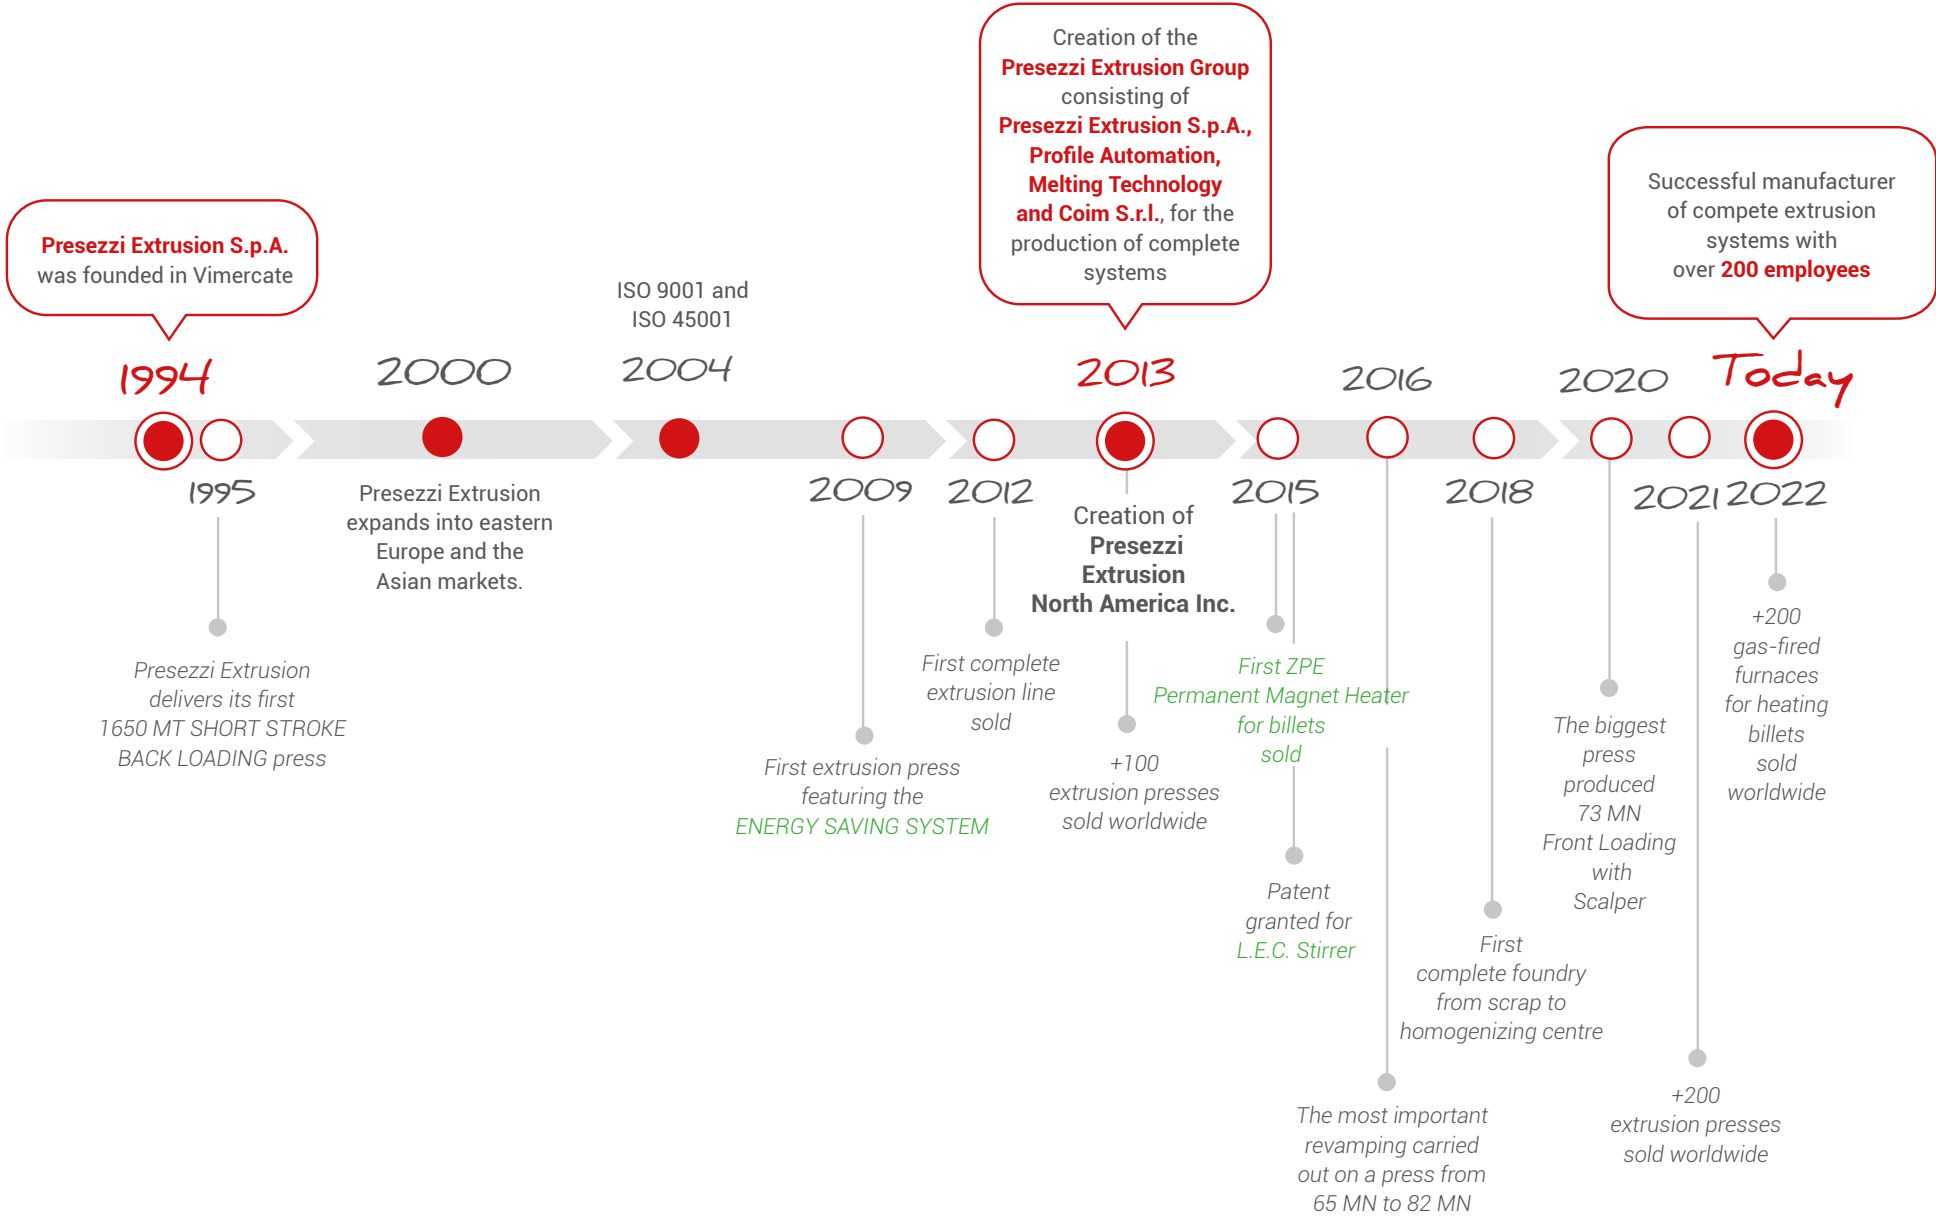 Presezzi Extrusion S.p.A.
was founded in Vimercate
1994
1995
Presezzi Extrusion
delivers its first
1650 MT SHORT STROKE
BACK LOADING press
2000
Presezzi Extrusion
expands into eastern
Europe and the
Asian markets.
ISO 9001 and
ISO 45001
2004
2009
First extrusion press
featuring the
ENERGY SAVING SYSTEM
2012
First complete
extrusion line
sold
Creation of the
Presezzi Extrusion Group
consisting of
Presezzi Extrusion S.p.A.,
Profile Automation,
Melting Technology
and Coim S.r.l., for the
production of complete
systems
2013
Creation of
Presezzi
Extrusion
North America Inc.
+100
extrusion presses
sold worldwide
2015
First ZPE
Permanent Magnet Heater
for billets
sold
Patent
granted for
L.E.C. Stirrer
2016
The most important
revamping carried
out on a press from
65 MN to 82 MN
2018
First
complete foundry
from scrap to
homogenizing centre
2020
The biggest
press
produced
73 MN
Front Loading
with
Scalper
2021
+200
extrusion presses
sold worldwide
Successful manufacturer
of compete extrusion
systems with
over 200 employees
Today
2022
+200
gas-fired
furnaces
for heating
billets
sold
worldwide